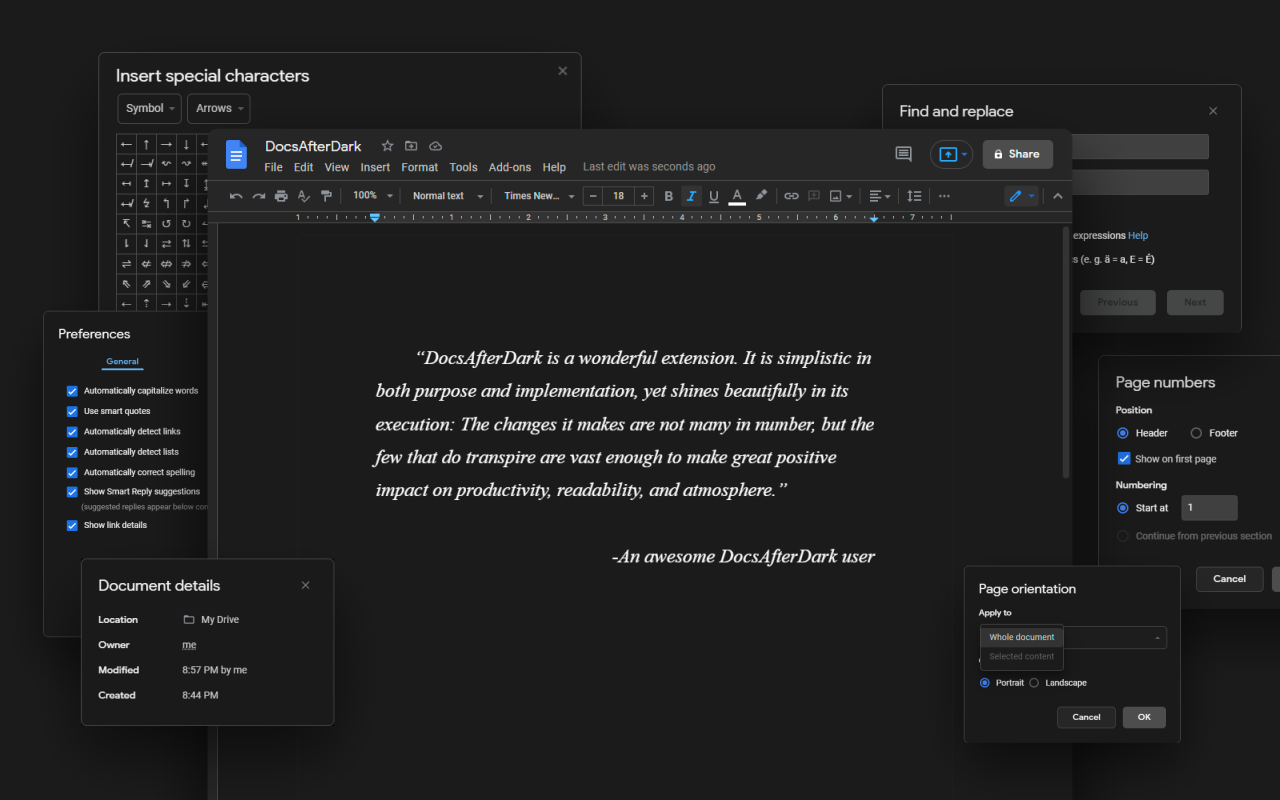 Insert special characters
Symbol
Arrows
Find and replace
expressions Help
(e. g. ä = a, E = É)
Previous
Next
DocsAfterDark
File Edit View Insert Format Tools Add-ons Help Last edit was seconds ago
Share
100% Normal text Times New... 18 B I U A
1 1 2 3 4 5 6 7
“DocsAfterDark is a wonderful extension. It is simplistic in
both purpose and implementation, yet shines beautifully in its
execution: The changes it makes are not many in number, but the
few that do transpire are vast enough to make great positive
impact on productivity, readability, and atmosphere.”
-An awesome DocsAfterDark user
Preferences
General
Automatically capitalize words
Use smart quotes
Automatically detect links
Automatically detect lists
Automatically correct spelling
Show Smart Reply suggestions
(suggested replies appear below
Show link details
Page numbers
Position
Header
Footer
Show on first page
Numbering
Start at
1
Continue from previous section
Cancel
Document details
Location My Drive
Owner me
Modified 8:57 PM by me
Created 8:44 PM
Page orientation
Apply to
Whole document
Selected content
Portrait
Landscape
Cancel
OK